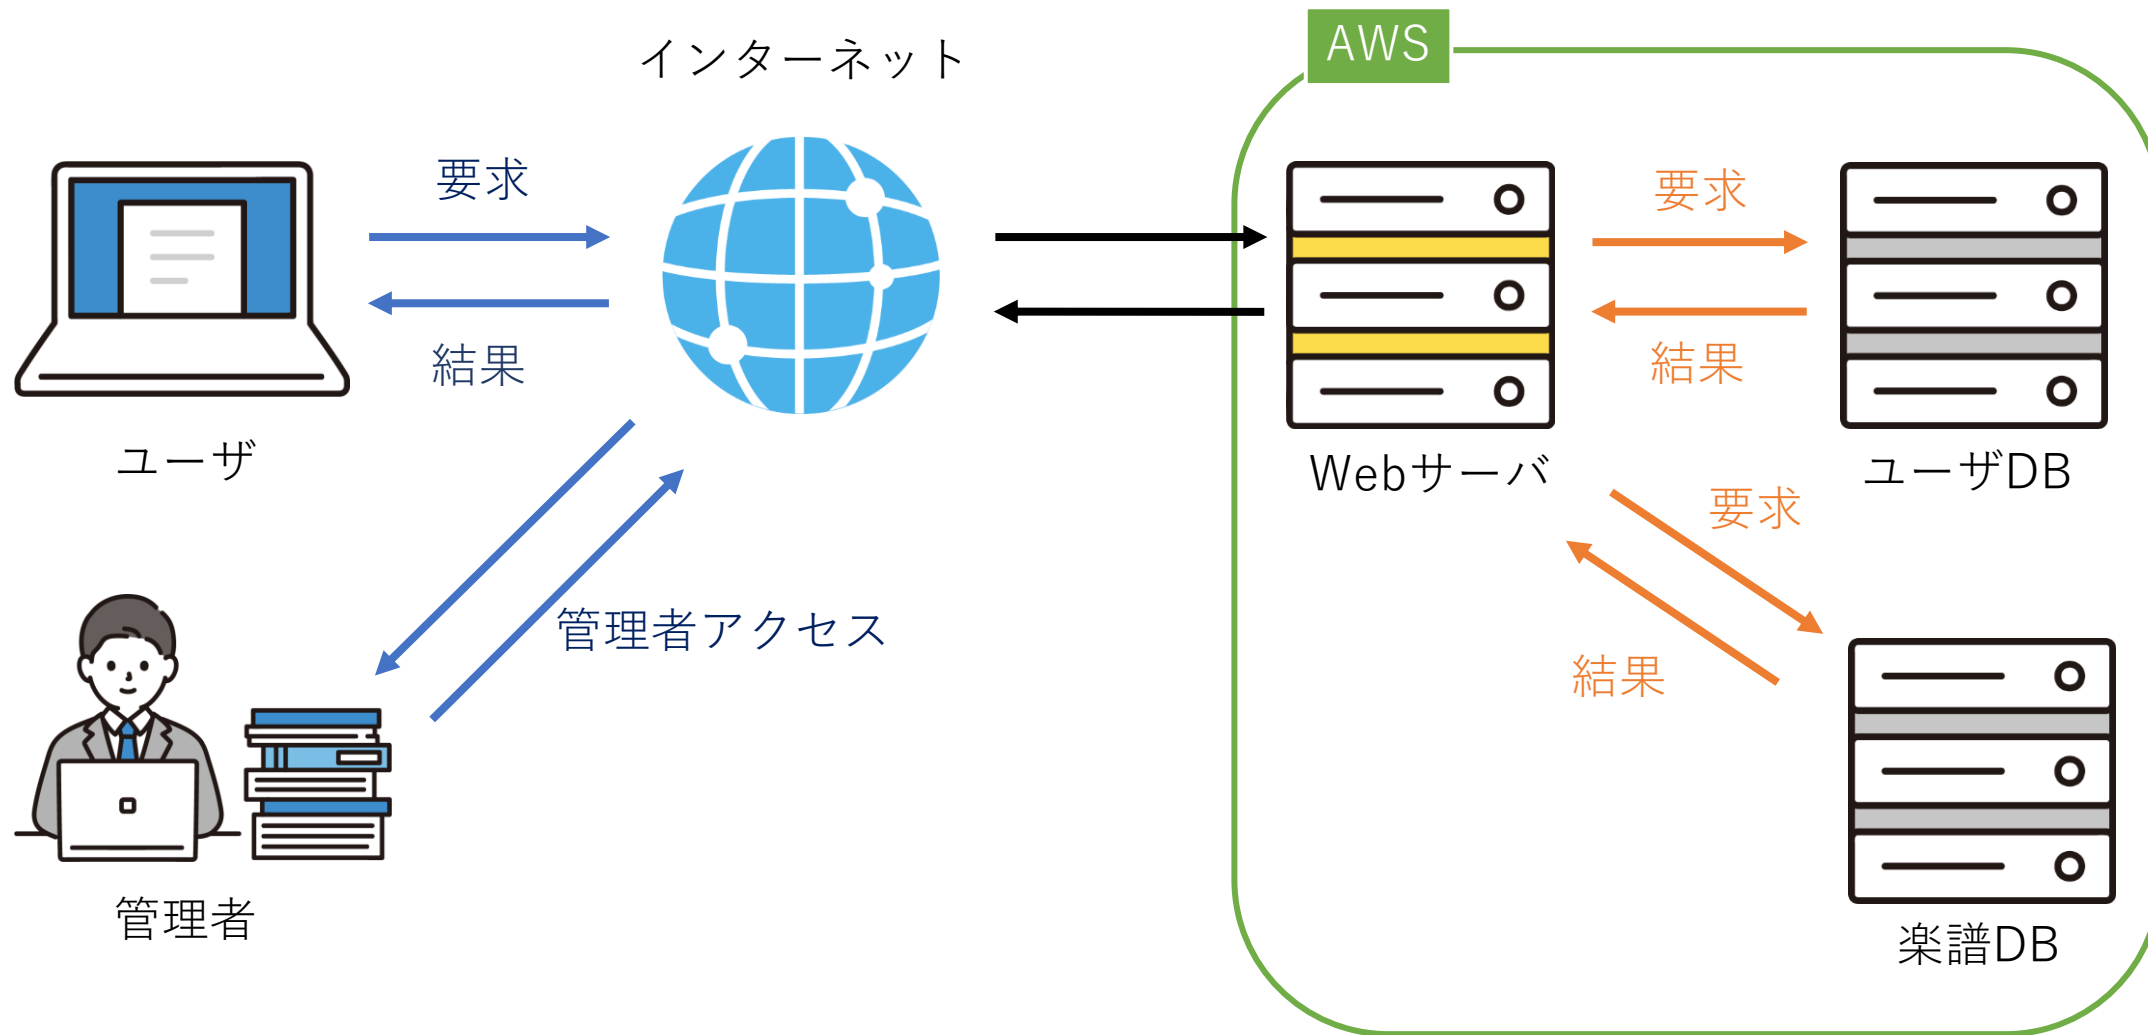 AWS
インターネット
要求
要求
結果
結果
ユーザ
Webサーバ
ユーザDB
要求
管理者アクセス
結果
管理者
楽譜DB